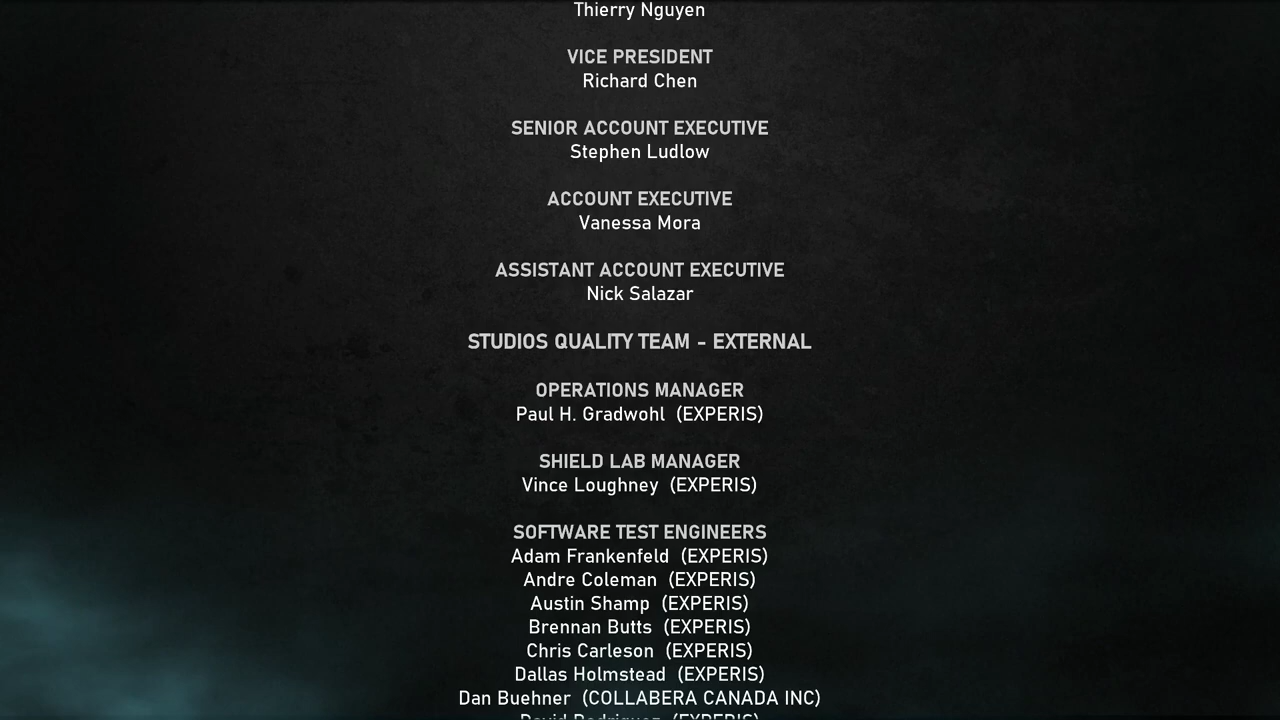 Thierry Nguyen
VICE PRESIDENT
Richard Chen
SENIOR ACCOUNT EXECUTIVE
Stephen Ludlow
ACCOUNT EXECUTIVE
Vanessa Mora
ASSISTANT ACCOUNT EXECUTIVE
Nick Salazar
STUDIOS QUALITY TEAM - EXTERNAL
OPERATIONS MANAGER
Paul H. Gradwohl (EXPERIS)
SHIELD LAB MANAGER
Vince Loughney (EXPERIS)
SOFTWARE TEST ENGINEERS
Adam Frankenfeld (EXPERIS)
Andre Coleman (EXPERIS)
Austin Shamp (EXPERIS)
Brennan Butts (EXPERIS)
Chris Carleson (EXPERIS)
Dallas Holmstead (EXPERIS)
Dan Buehner (COLLABERA CANADA INC)
David Rodriguez (EXPERIS)